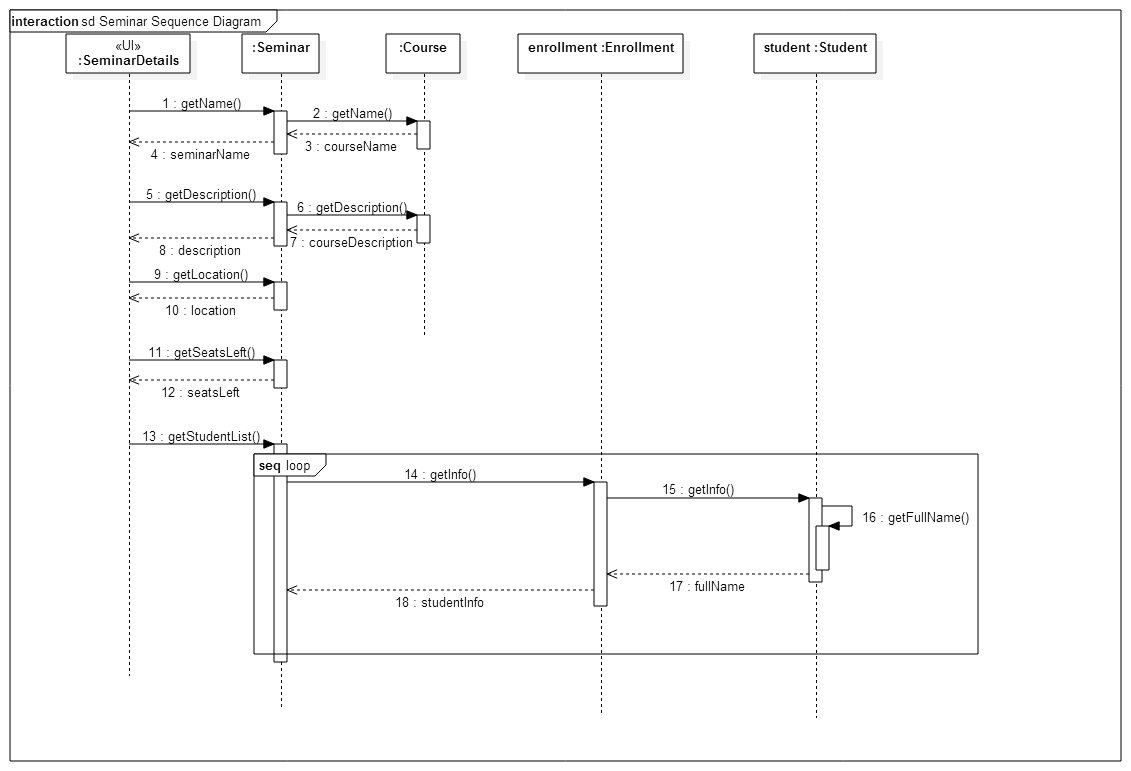 interaction sd Seminar Sequence Diagram
«UI»
:SeminarDetails
:Seminar
:Course
enrollment :Enrollment
student :Student
1 : getName()
2 : getName()
3 : courseName
4 : seminarName
5 : getDescription()
6 : getDescription()
7 : courseDescription
8 : description
9 : getLocation()
10 : location
11 : getSeatsLeft()
12 : seatsLeft
13 : getStudentList()
seq loop
14 : getInfo()
15 : getInfo()
16 : getFullName()
17 : fullName
18 : studentInfo